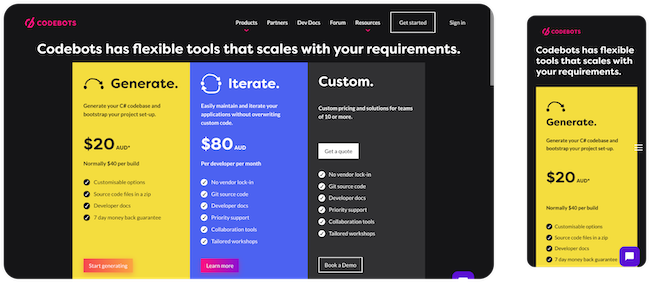 CODEBOTS
Products Partners Dev Docs Forum Resources Get started Sign in
Codebots has flexible tools that scales with your requirements.
Generate.
Generate your C# codebase and
bootstrap your project set-up.
$20 AUD*
Normally $40 per build
Customisable options
Source code files in a zip
Developer docs
7 day money back guarantee
Start generating
Iterate.
Easily maintain and iterate your
applications without overwriting
custom code.
$80 AUD
Per developer per month
No vendor lock-in
Git source code
Developer docs
Priority support
Collaboration tools
Tailored workshops
Learn more
Custom.
Custom pricing and solutions for teams
of 10 or more.
Get a quote
No vendor lock-in
Git source code
Developer docs
Priority support
Collaboration tools
Tailored workshops
Book a Demo
CODEBOTS
Codebots has flexible
tools that scales with your
requirements.
Generate.
Generate your C# codebase and
bootstrap your project set-up.
$20 AUD*
Normally $40 per build
Customisable options
Source code files in a zip
Developer docs
7 day money back guarantee